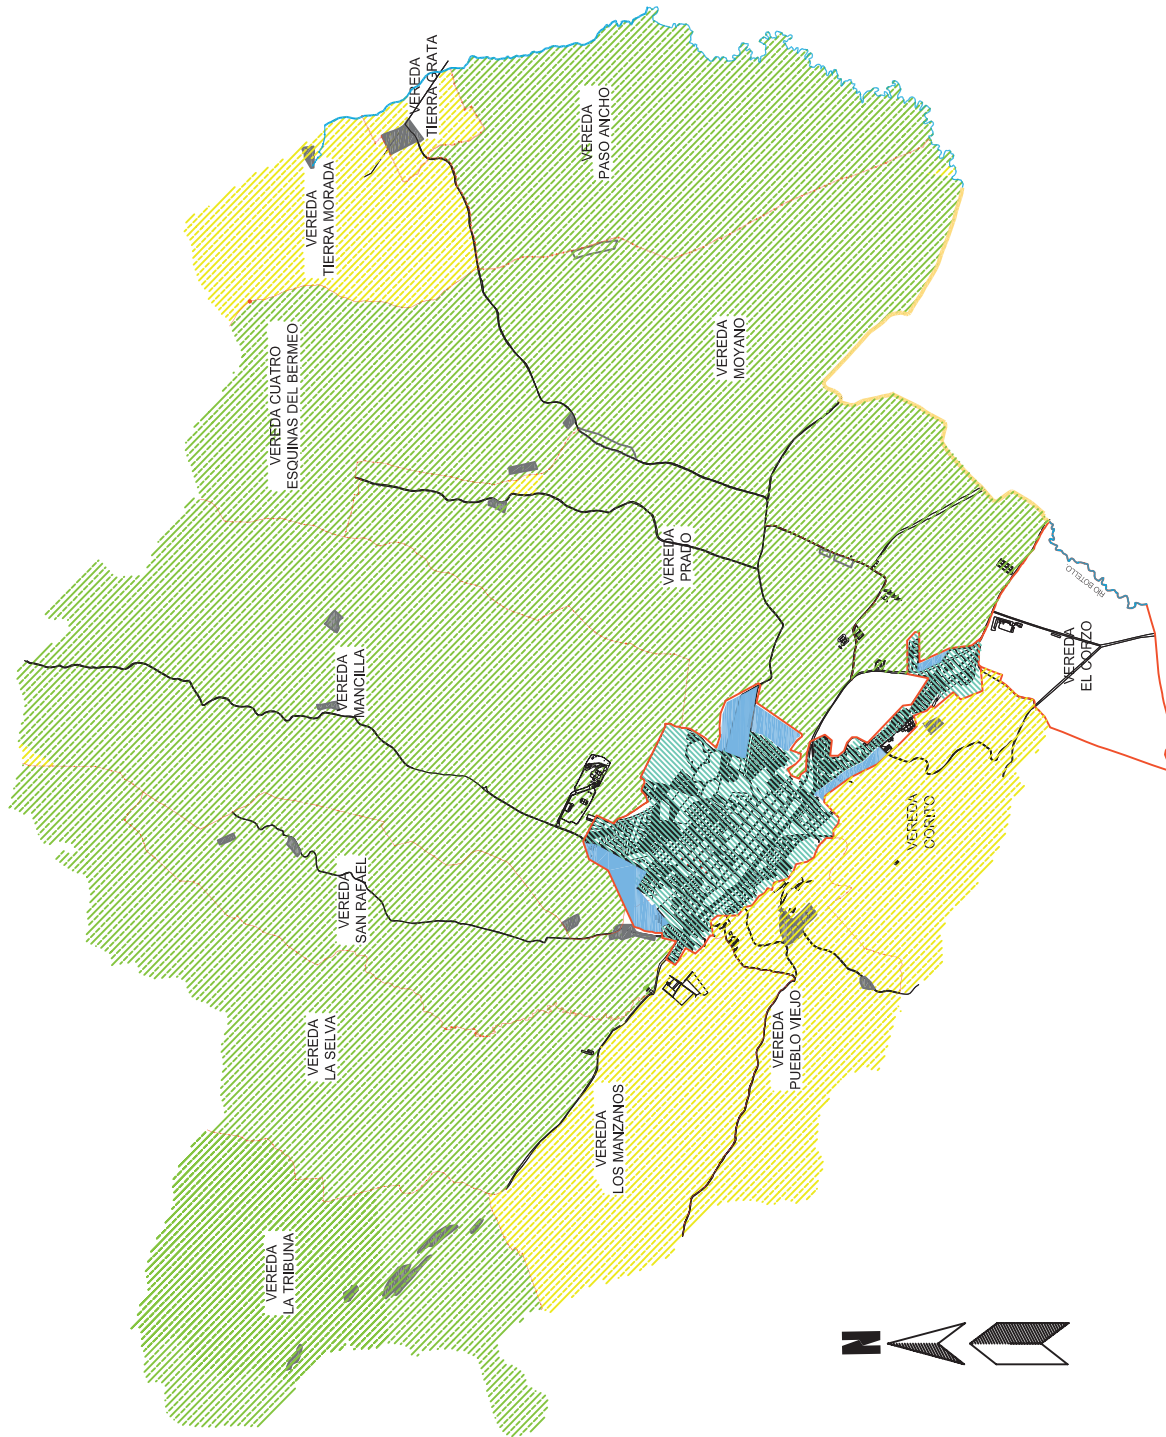 VEREDA
TIERRA GRATA
VEREDA
PASO ANCHO
VEREDA
TIERRA MORADA
VEREDA CUATRO
ESQUINAS DEL BERMEO
VEREDA
MOYANO
VEREDA
PRADO
RÍO BOTELLO
VEREDA
EL CORZO
VEREDA
MANCILLA
VEREDA
CORITO
VEREDA
SAN RAFAEL
VEREDA
LA SELVA
VEREDA
PUEBLO VIEJO
VEREDA
LOS MANZANOS
VEREDA
LA TRIBUNA
N